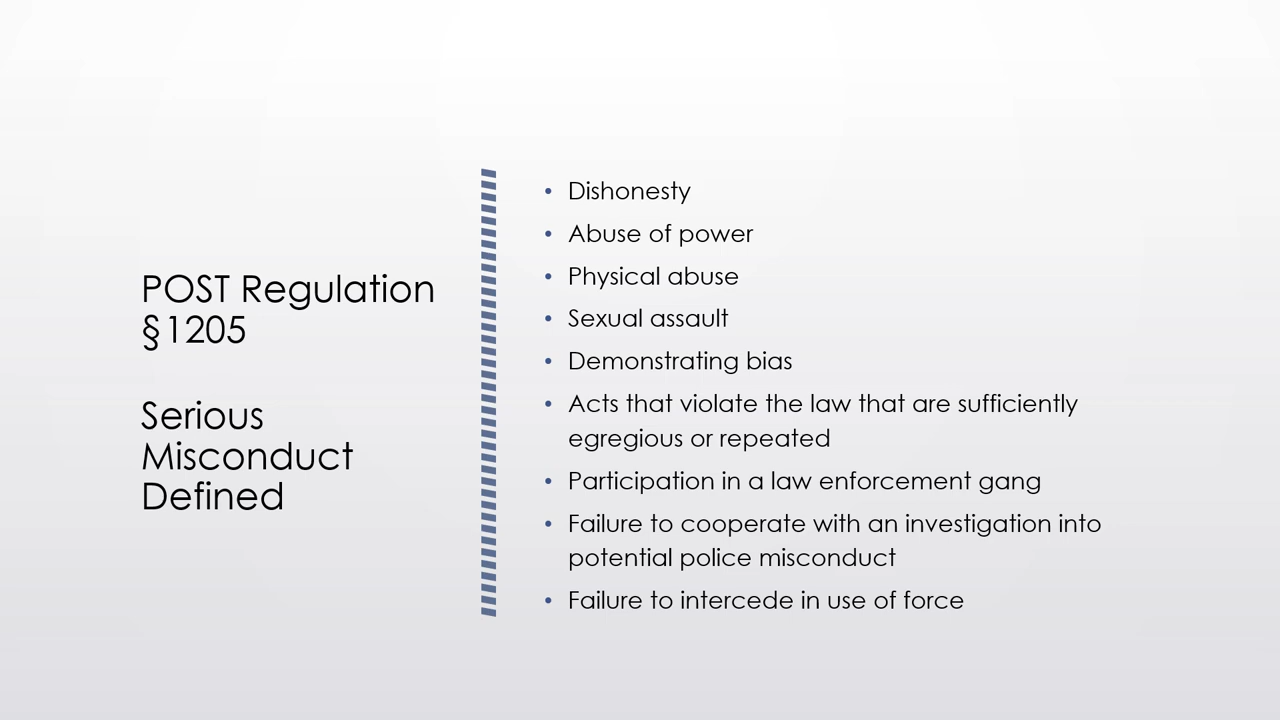 POST Regulation
§1205
Serious
Misconduct
Defined
• Dishonesty
• Abuse of power
• Physical abuse
• Sexual assault
• Demonstrating bias
• Acts that violate the law that are sufficiently
egregious or repeated
• Participation in a law enforcement gang
• Failure to cooperate with an investigation into
potential police misconduct
• Failure to intercede in use of force